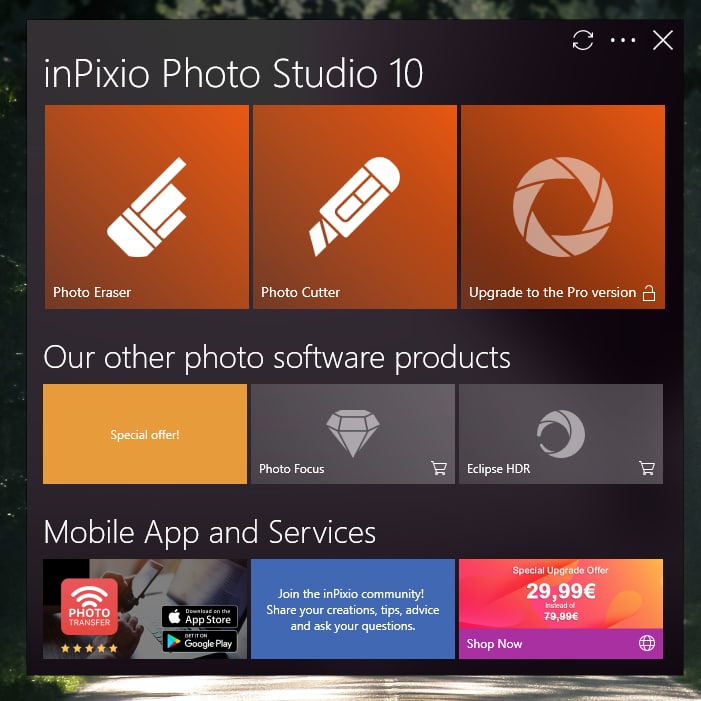 inPixio Photo Studio 10
Photo Eraser
Photo Cutter
Upgrade to the Pro version
Our other photo software products
Special offer!
Photo Focus
Eclipse HDR
Mobile App and Services
PHOTO
TRANSFER
Download on the
App Store
GET IT ON
Google Play
Join the inPixio community!
Share your creations, tips, advice
and ask your questions.
Special Upgrade Offer
29,99€
Instead of
79,99€
Shop Now